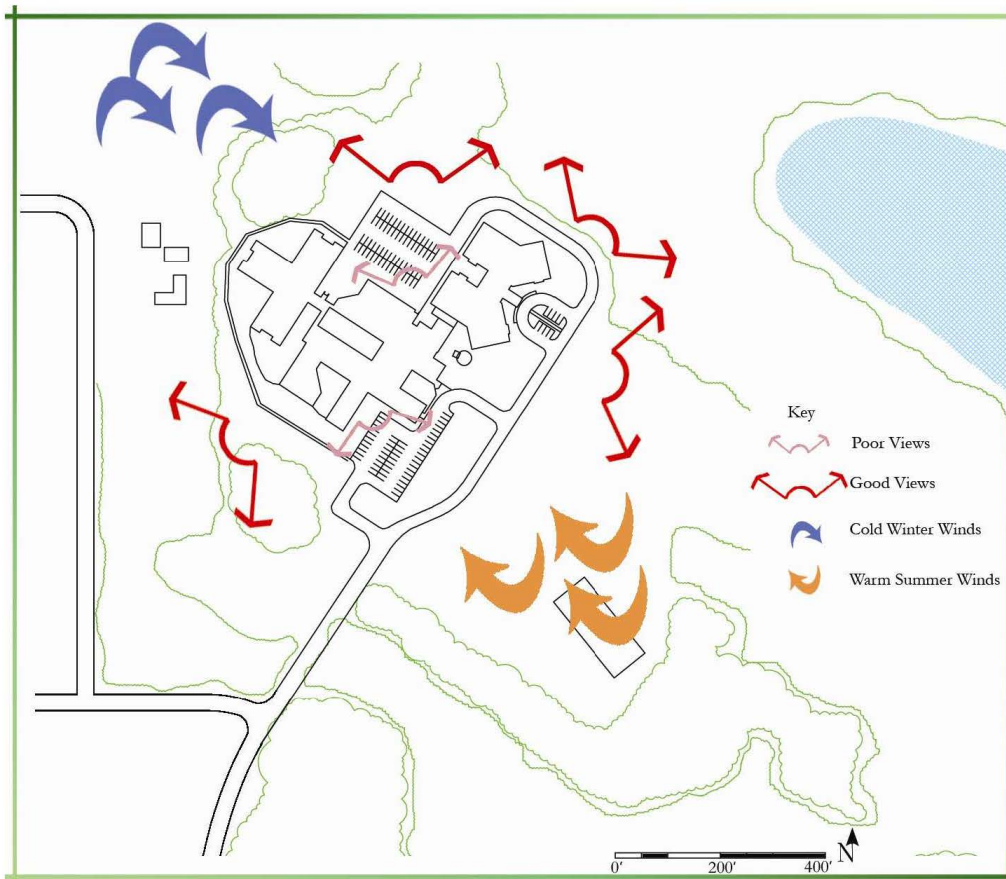 Key
Poor Views
Good Views
Cold Winter Winds
Warm Summer Winds
0' 200' 400' N